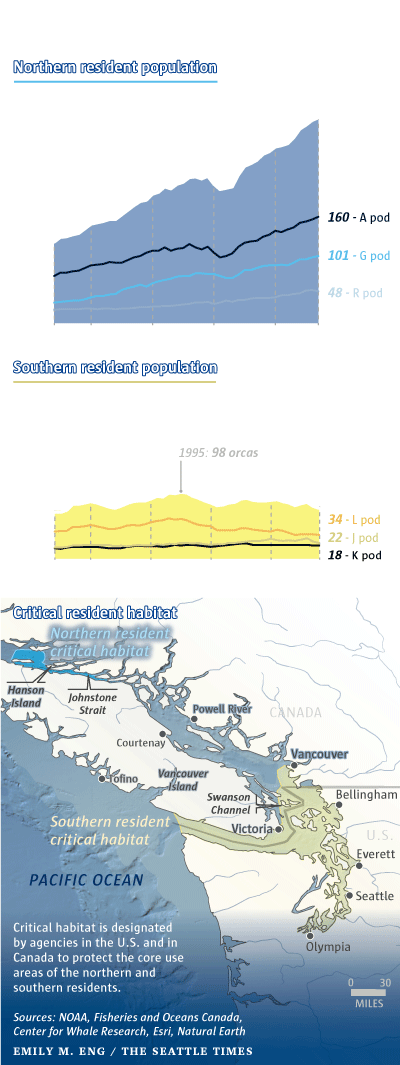 Northern resident population
160 - A pod
101 - G pod
48 - R pod
Southern resident population
1995: 98 orcas
34 - L pod
22 - J pod
18 - K pod
Critical resident habitat
Northern resident
critical habitat
Hanson
Island
Johnstone
Strait
Powell River
CANADA
Courtenay
Vancouver
Tofino
Vancouver
Island
Swanson
Channel
Bellingham
Southern resident
critical habitat
Victoria
U.S.
Everett
PACIFIC OCEAN
Seattle
Critical habitat is designated
by agencies in the U.S. and in
Canada to protect the core use
areas of the northern and
southern residents.
Olympia
0 30
MILES
Sources: NOAA, Fisheries and Oceans Canada,
Center for Whale Research, Esri, Natural Earth
EMILY M. ENG / THE SEATTLE TIMES